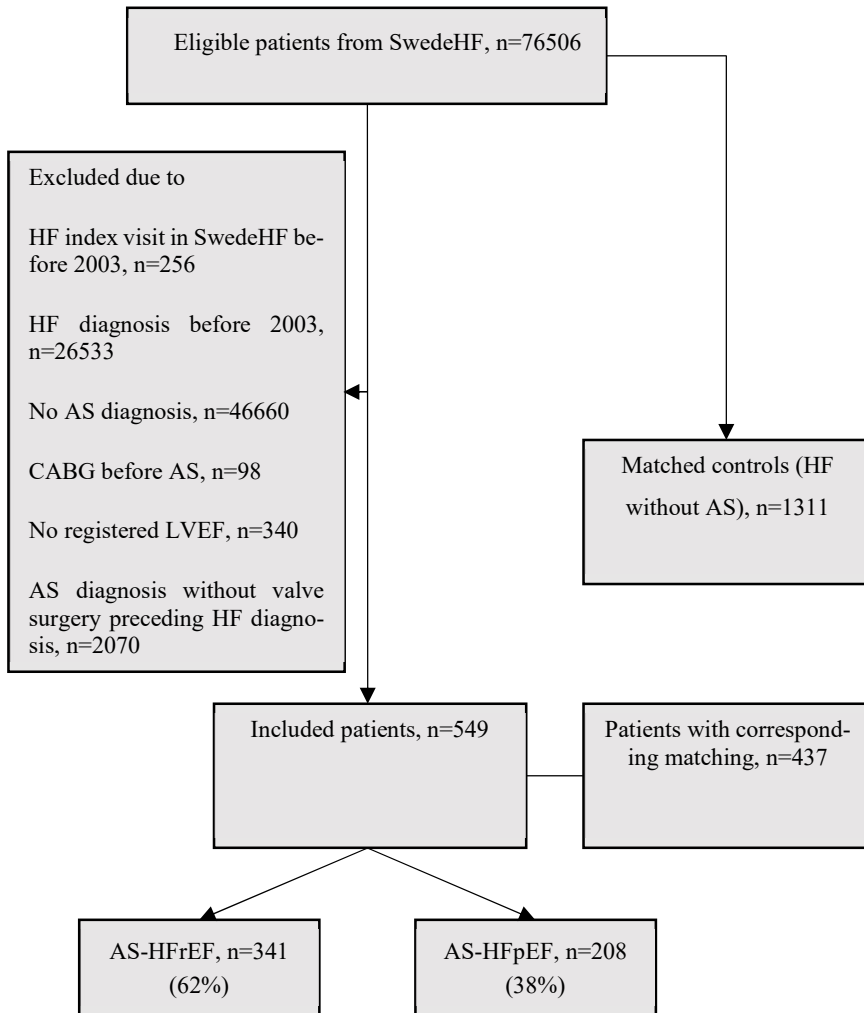 Eligible patients from SwedeHF, n=76506
Excluded due to
HF index visit in SwedeHF be-
fore 2003, n=256
HF diagnosis before 2003,
n=26533
No AS diagnosis, n=46660
CABG before AS, n=98
No registered LVEF, n=340
AS diagnosis without valve
surgery preceding HF diagno-
sis, n=2070
Matched controls (HF
without AS), n=1311
Included patients, n=549
Patients with correspond-
ing matching, n=437
AS-HFrEF, n=341
(62%)
AS-HFpEF, n=208
(38%)